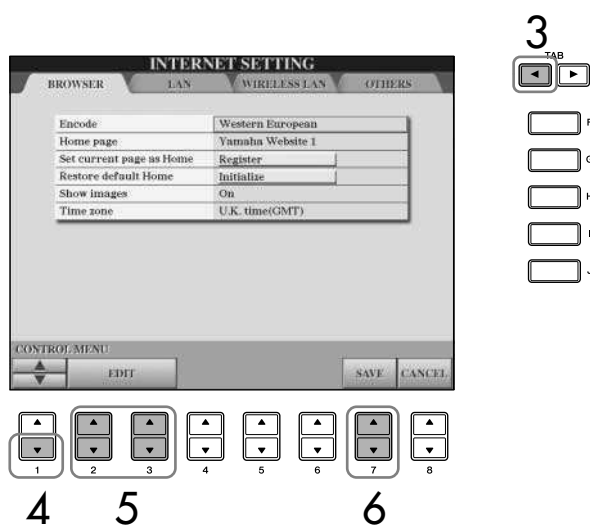 3
TAB
INTERNET SETTING
BROWSER LAN WIRELESS LAN OTHERS
Encode Western European
Home page Yamaha Website 1
Set current page as Home Register
Restore default Home Initialize
Show images On
Time zone U.K. time(GMT)
CONTROL MENU
EDIT SAVE CANCEL
1 2 3 4 5 6 7 8
4 5 6